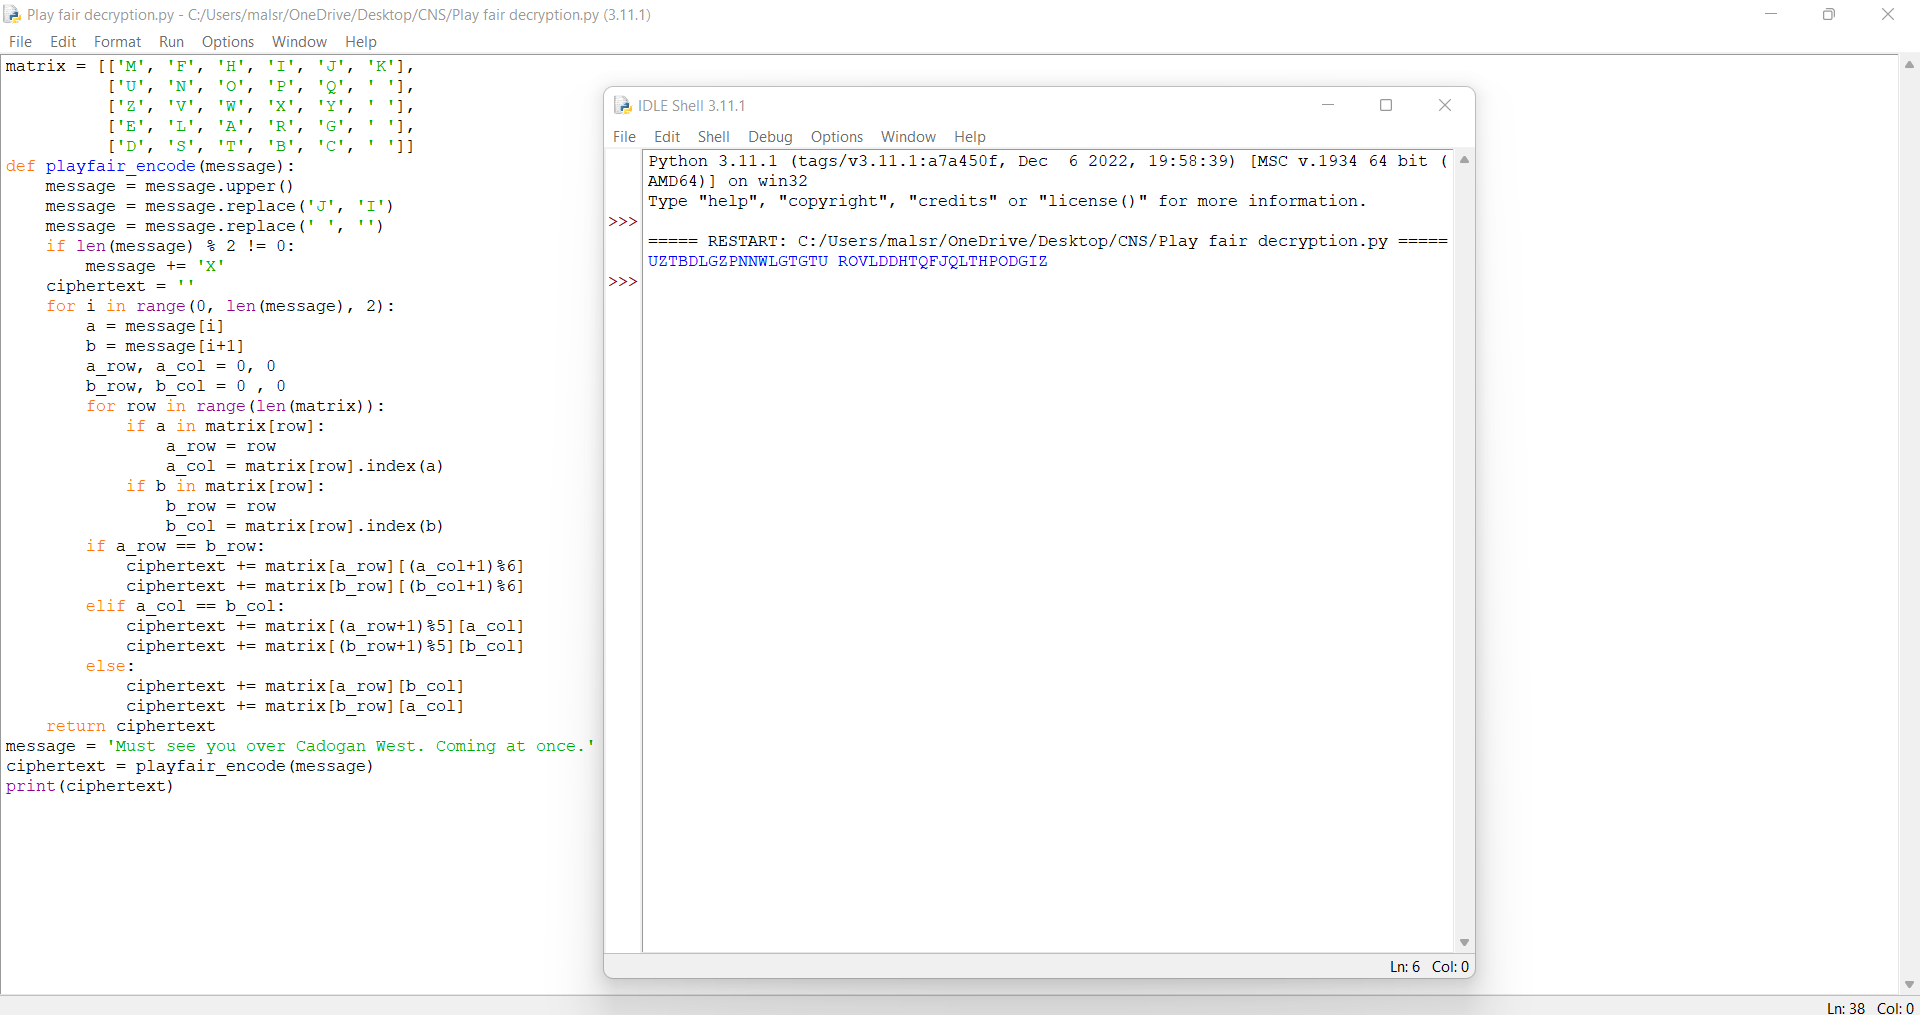 Play fair decryption.py - C:/Users/malsr/OneDrive/Desktop/CNS/Play fair decryption.py (3.11.1)
File Edit Format Run Options Window Help
matrix = [['M', 'F', 'H', 'I', 'J', 'K'],
          ['U', 'N', 'O', 'P', 'Q', ' '],
          ['Z', 'V', 'W', 'X', 'Y', ' '],
          ['E', 'L', 'A', 'R', 'G', ' '],
          ['D', 'S', 'T', 'B', 'C', ' ']]
def playfair_encode(message):
    message = message.upper()
    message = message.replace('J', 'I')
    message = message.replace(' ', '')
    if len(message) % 2 != 0:
        message += 'X'
    ciphertext = ''
    for i in range(0, len(message), 2):
        a = message[i]
        b = message[i+1]
        a_row, a_col = 0, 0
        b_row, b_col = 0 , 0
        for row in range(len(matrix)):
            if a in matrix[row]:
                a_row = row
                a_col = matrix[row].index(a)
            if b in matrix[row]:
                b_row = row
                b_col = matrix[row].index(b)
        if a_row == b_row:
            ciphertext += matrix[a_row][(a_col+1)%6]
            ciphertext += matrix[b_row][(b_col+1)%6]
        elif a_col == b_col:
            ciphertext += matrix[(a_row+1)%5][a_col]
            ciphertext += matrix[(b_row+1)%5][b_col]
        else:
            ciphertext += matrix[a_row][b_col]
            ciphertext += matrix[b_row][a_col]
    return ciphertext
message = 'Must see you over Cadogan West. Coming at once.'
ciphertext = playfair_encode(message)
print(ciphertext)
IDLE Shell 3.11.1
File Edit Shell Debug Options Window Help
Python 3.11.1 (tags/v3.11.1:a7a450f, Dec  6 2022, 19:58:39) [MSC v.1934 64 bit (
AMD64)] on win32
Type "help", "copyright", "credits" or "license()" for more information.
>>>
===== RESTART: C:/Users/malsr/OneDrive/Desktop/CNS/Play fair decryption.py =====
UZTBDLGZPNNWLGTGTU ROVLDDHTQFJQLTHPODGIZ
>>>
Ln: 6 Col: 0
Ln: 38 Col: 0